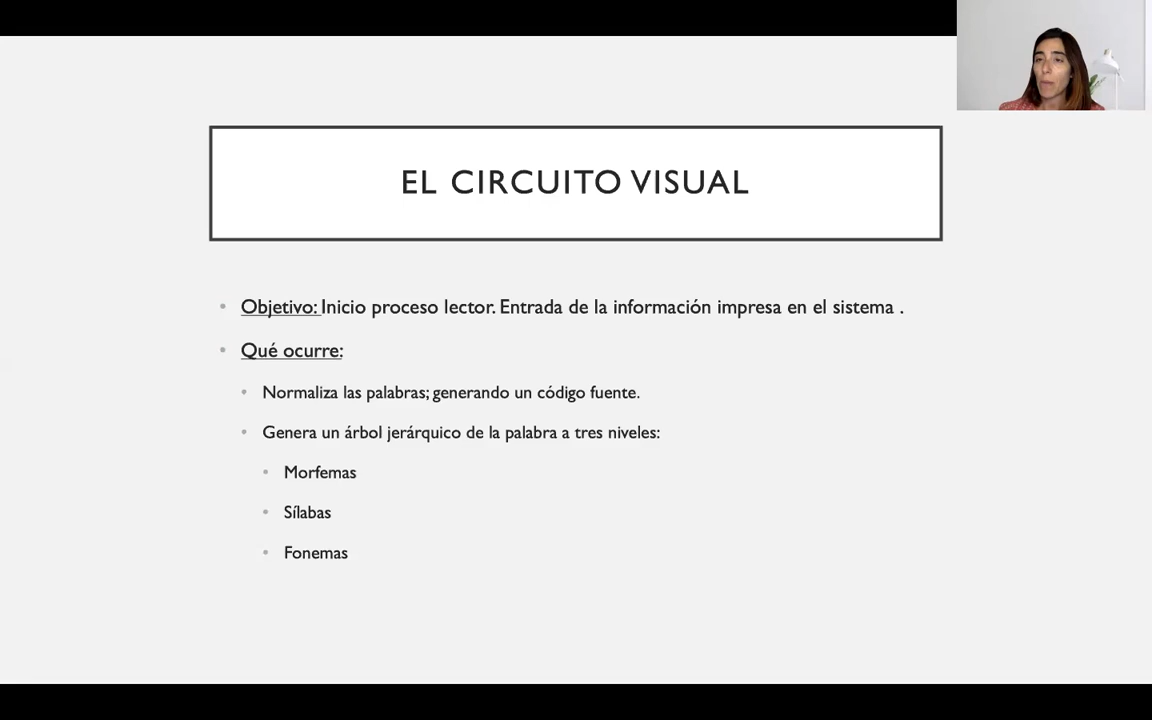 EL CIRCUITO VISUAL
Objetivo: Inicio proceso lector. Entrada de la información impresa en el sistema .
Qué ocurre:
Normaliza las palabras; generando un código fuente.
Genera un árbol jerárquico de la palabra a tres niveles:
Morfemas
Sílabas
Fonemas